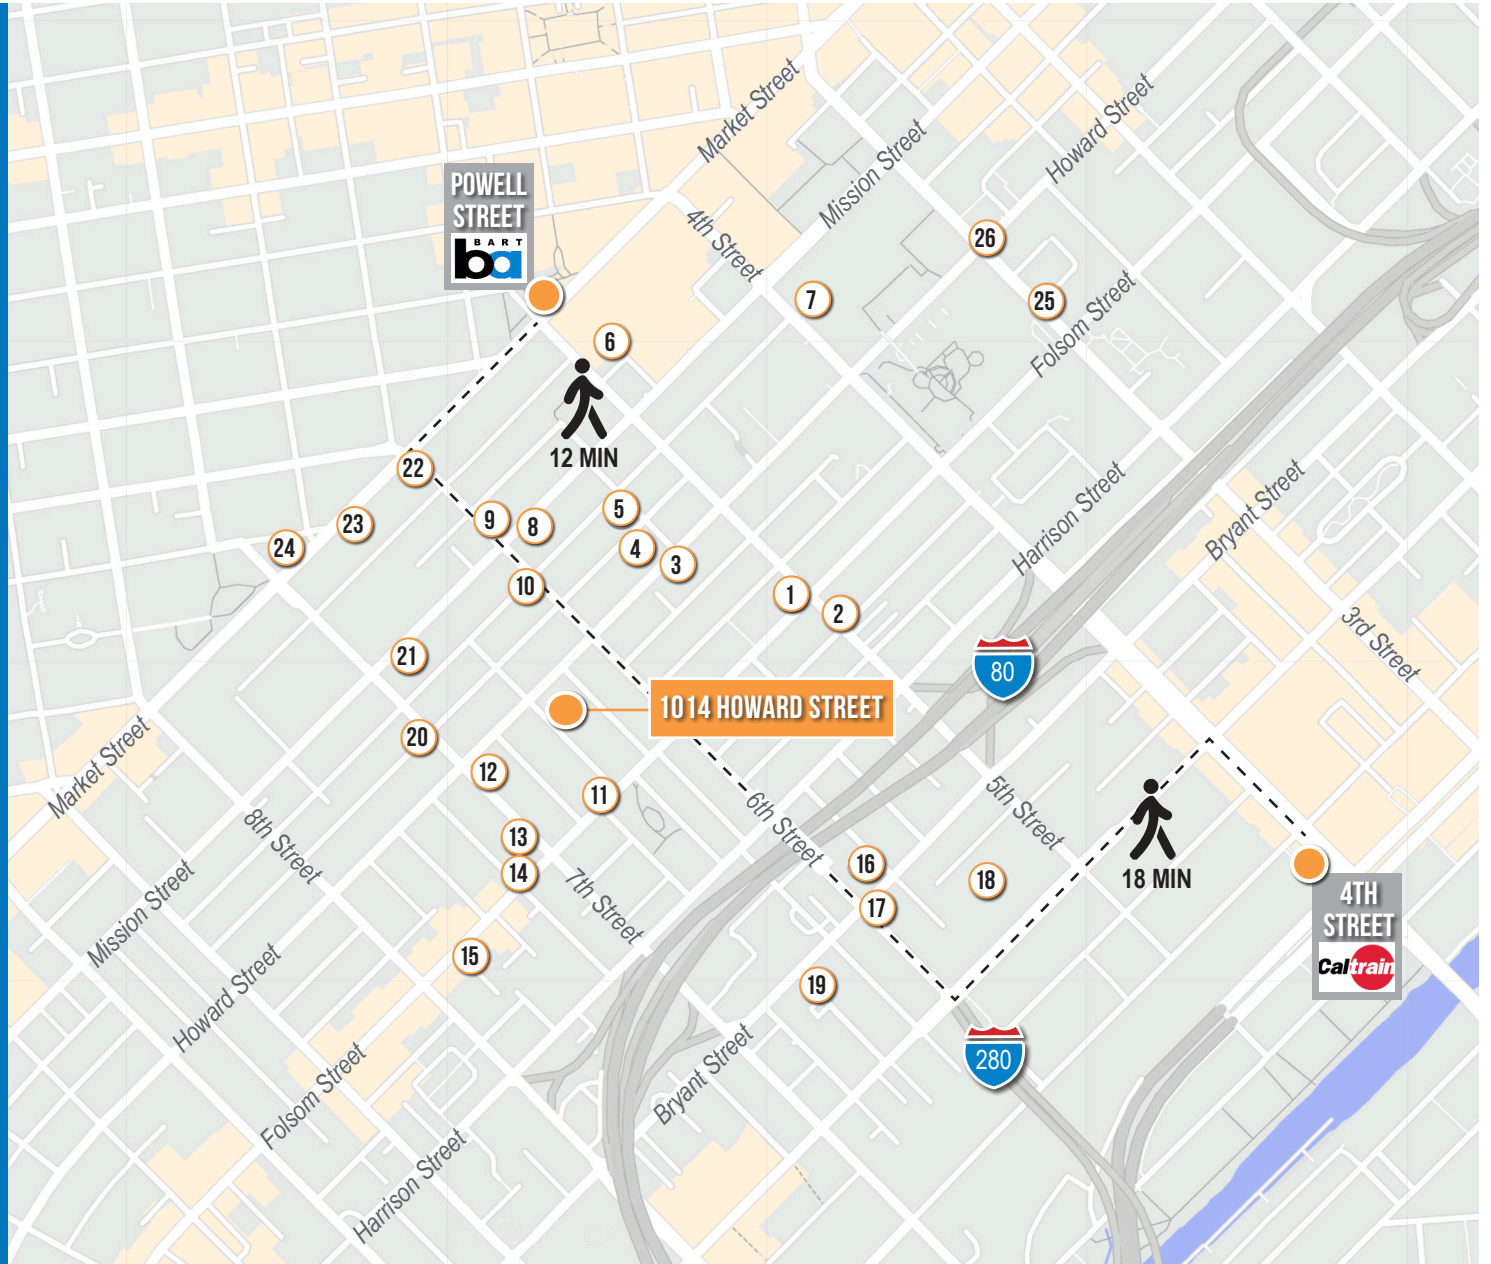 Market Street
Howard Street
Mission Street
POWELL
STREET
BART
ba
4th Street
26
7
25
Folsom Street
6
12 MIN
22
Harrison Street
Bryant Street
5
9
8
23
4
24
3
10
1
2
3rd Street
21
80
1014 HOWARD STREET
20
Market Street
12
11
5th Street
6th Street
8th Street
13
14
16
18 MIN
18
7th Street
4TH
STREET
Caltrain
17
Mission Street
15
19
Howard Street
280
Bryant Street
Folsom Street
Harrison Street